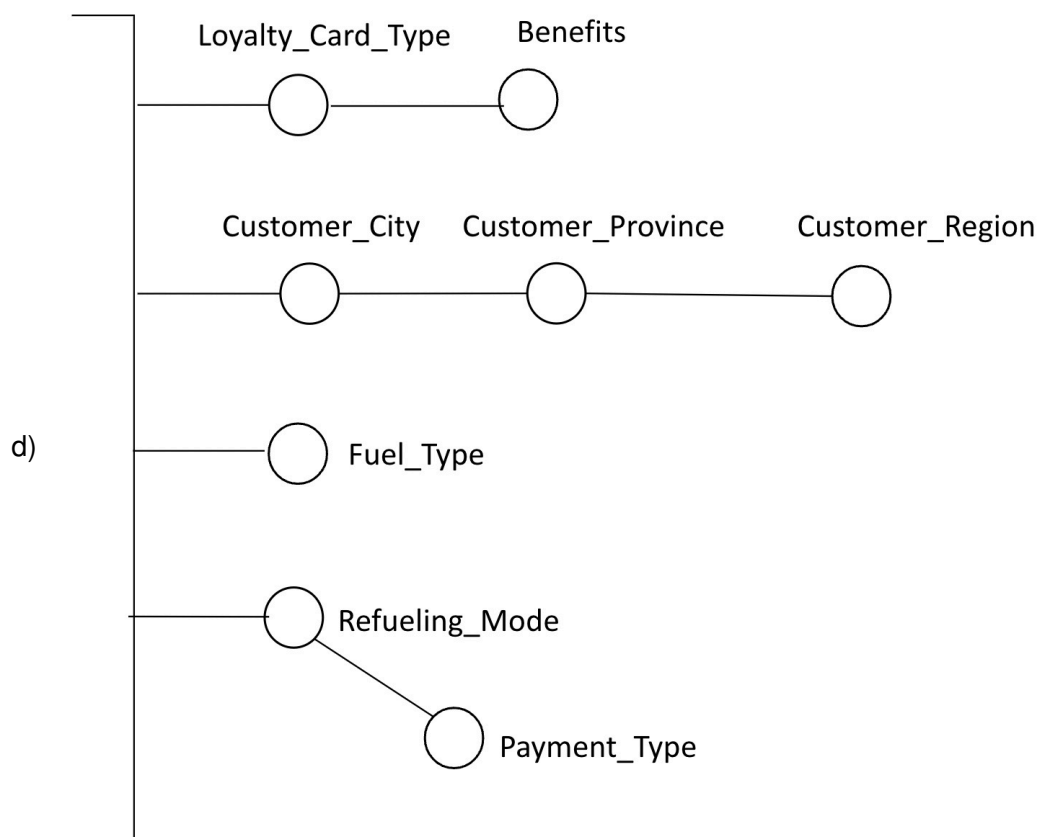 Loyalty_Card_Type
Benefits
Customer_City
Customer_Province
Customer_Region
d)
Fuel_Type
Refueling_Mode
Payment_Type